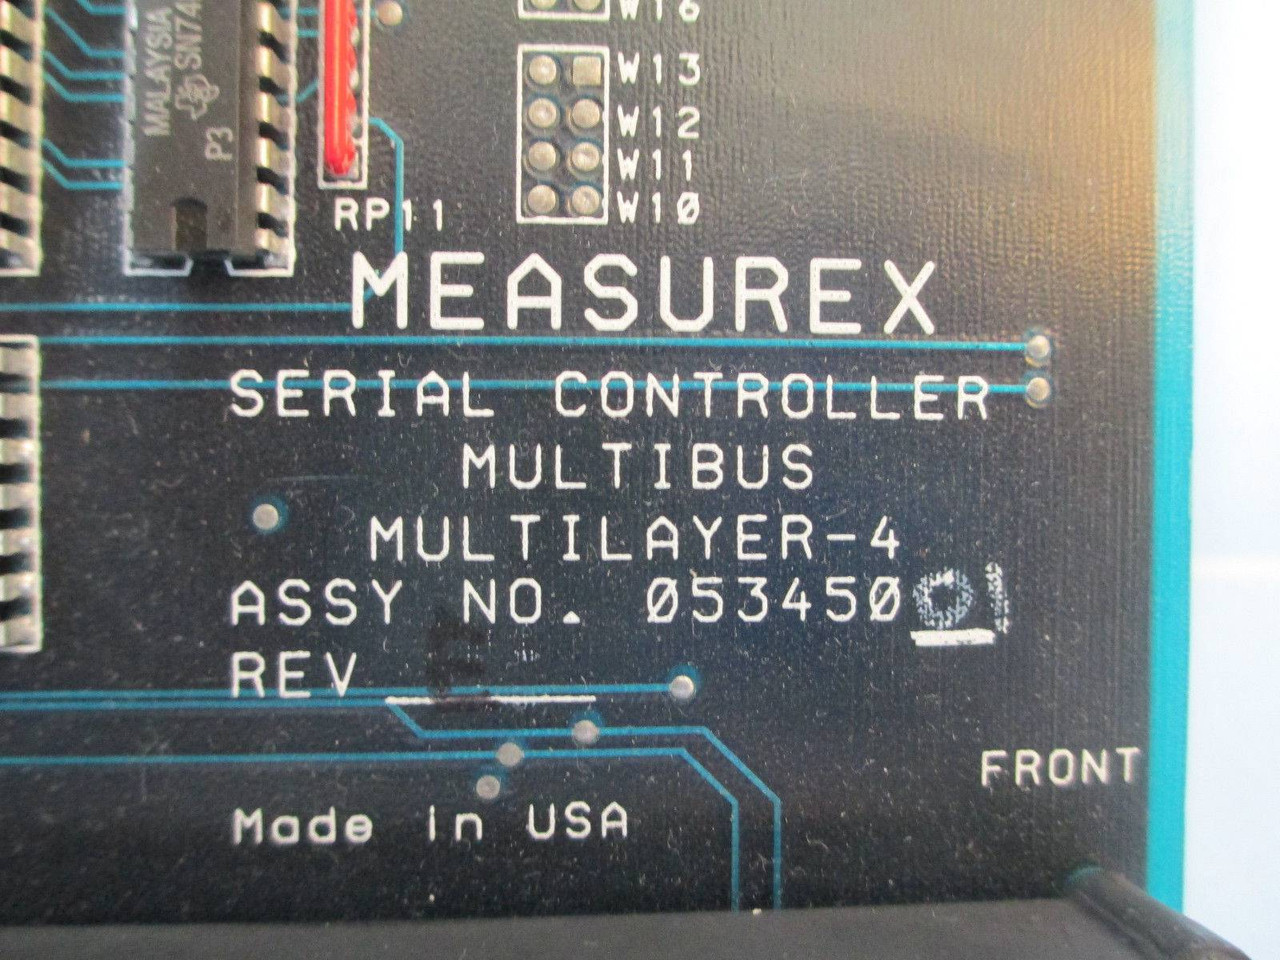 W16
W13
W12
W11
W10
MALAYSIA
SN74
P3
RP11
MEASUREX
SERIAL CONTROLLER
MULTIBUS
MULTILAYER-4
ASSY NO. 05345001
REV
FRONT
Made in USA